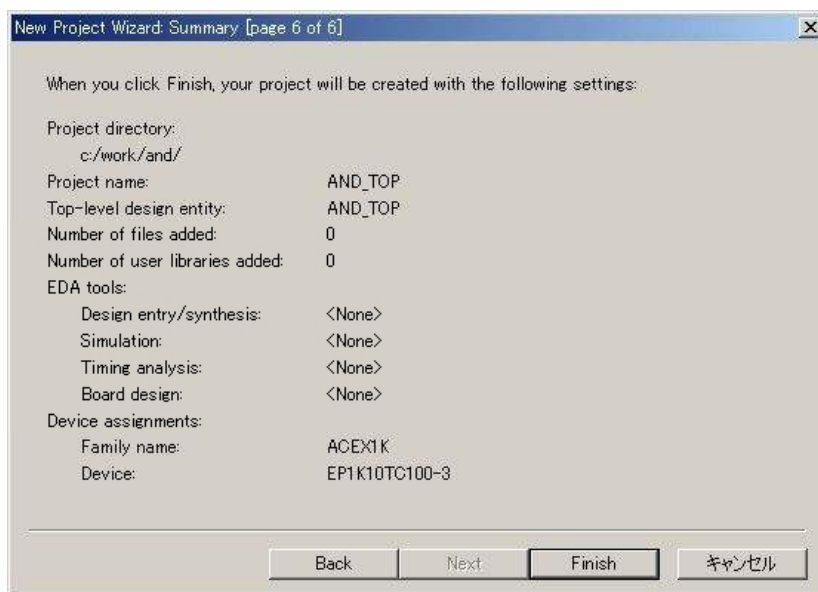 New Project Wizard: Summary [page 6 of 6]
When you click Finish, your project will be created with the following settings:
Project directory:
c:/work/and/
Project name: AND_TOP
Top-level design entity: AND_TOP
Number of files added: 0
Number of user libraries added: 0
EDA tools:
Design entry/synthesis: <None>
Simulation: <None>
Timing analysis: <None>
Board design: <None>
Device assignments:
Family name: ACEX1K
Device: EP1K10TC100-3
Back Next Finish キャンセル